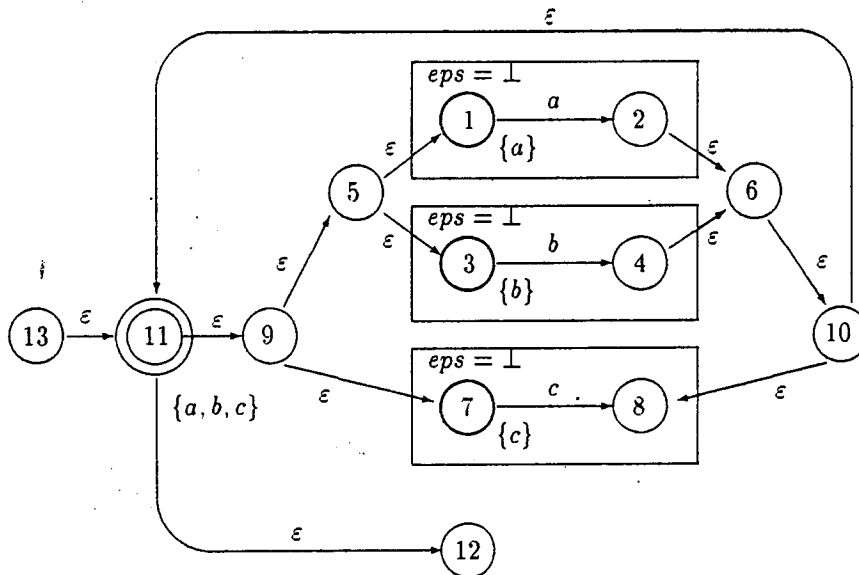 ε
eps = ⊥
a
1
2
{a}
ε
ε
5
6
eps = ⊥
ε
b
ε
3
4
{b}
ε
ε
13
ε
11
ε
9
10
eps = ⊥
{a, b, c}
ε
c
ε
7
8
{c}
ε
12